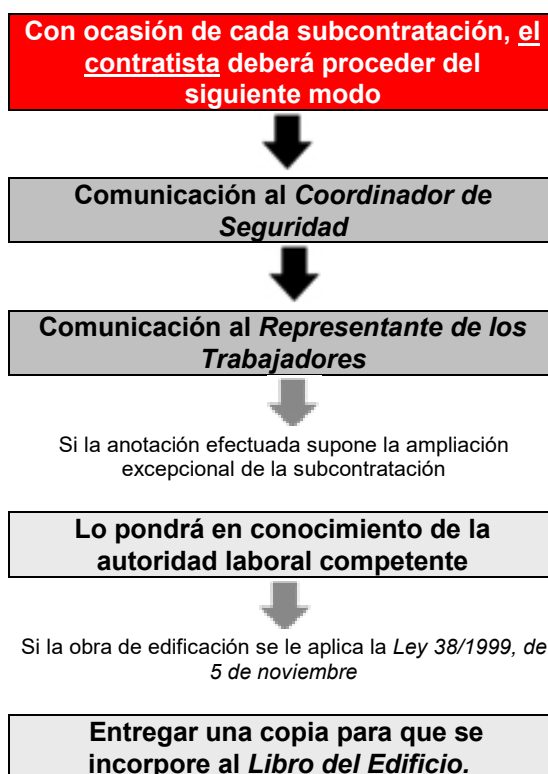 Con ocasión de cada subcontratación, el
contratista deberá proceder del
siguiente modo
Comunicación al Coordinador de
Seguridad
Comunicación al Representante de los
Trabajadores
Si la anotación efectuada supone la ampliación
excepcional de la subcontratación
Lo pondrá en conocimiento de la
autoridad laboral competente
Si la obra de edificación se le aplica la Ley 38/1999, de
5 de noviembre
Entregar una copia para que se
incorpore al Libro del Edificio.